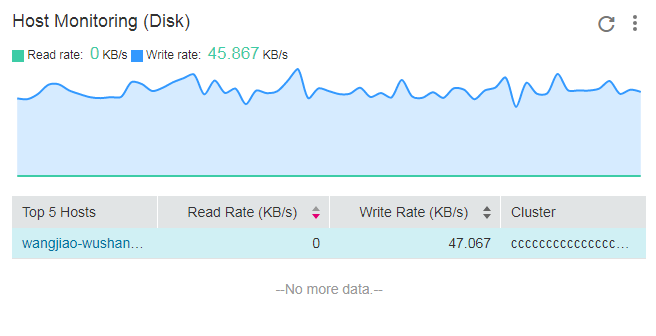 Host Monitoring (Disk)
Read rate: 0 KB/s Write rate: 45.867 KB/s
Top 5 Hosts Read Rate (KB/s) Write Rate (KB/s) Cluster
wangjiao-wushan… 0 47.067 ccccccccccccccc…
--No more data.--